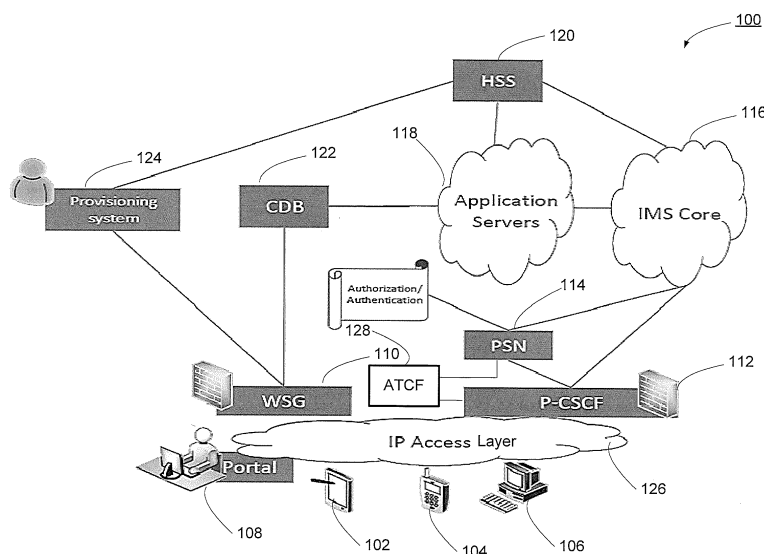 100
120
HSS
116
118
124
122
Provisioning
system
CDB
Application
Servers
IMS Core
Authorization/
Authentication
114
128
PSN
110
112
ATCF
WSG
P-CSCF
IP Access Layer
Portal
126
108
102
104
106